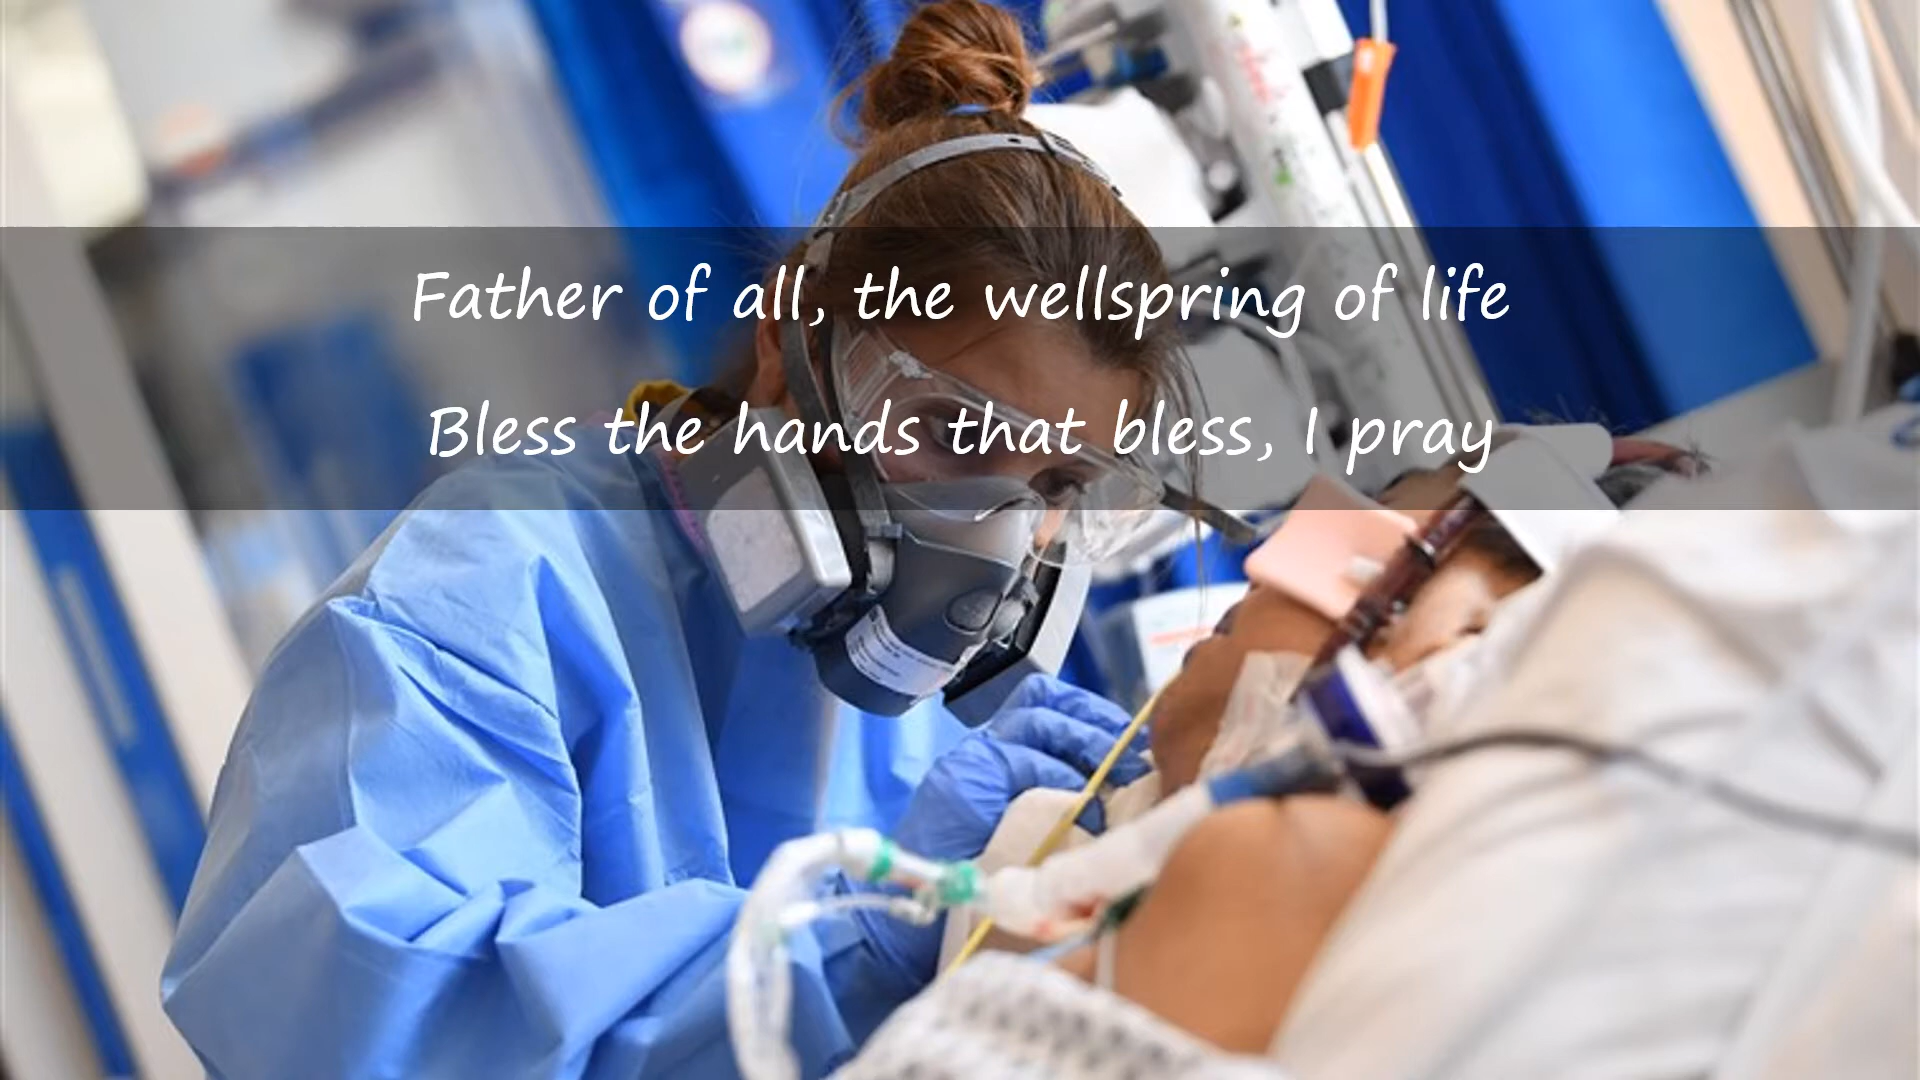 Father of all, the wellspring of life
Bless the hands that bless, I pray